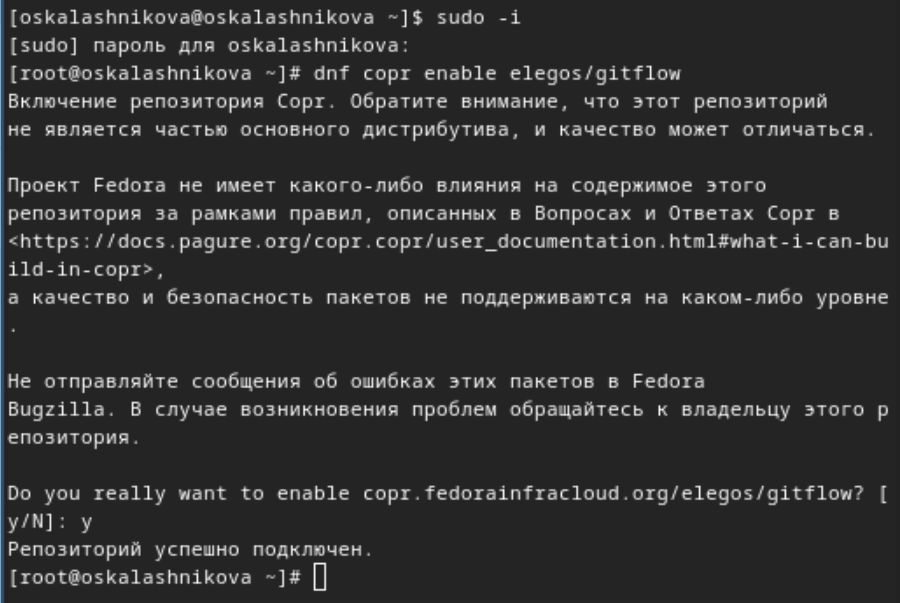 [oskalashnikova@oskalashnikova ~]$ sudo -i
[sudo] пароль для oskalashnikova:
[root@oskalashnikova ~]# dnf copr enable elegos/gitflow
Включение репозитория Copr. Обратите внимание, что этот репозиторий
не является частью основного дистрибутива, и качество может отличаться.
Проект Fedora не имеет какого-либо влияния на содержимое этого
репозитория за рамками правил, описанных в Вопросах и Ответах Copr в
<https://docs.pagure.org/copr.copr/user_documentation.html#what-i-can-bu
ild-in-copr>,
а качество и безопасность пакетов не поддерживаются на каком-либо уровне
.
Не отправляйте сообщения об ошибках этих пакетов в Fedora
Bugzilla. В случае возникновения проблем обращайтесь к владельцу этого р
епозитория.
Do you really want to enable copr.fedorainfracloud.org/elegos/gitflow? [
y/N]: y
Репозиторий успешно подключен.
[root@oskalashnikova ~]#